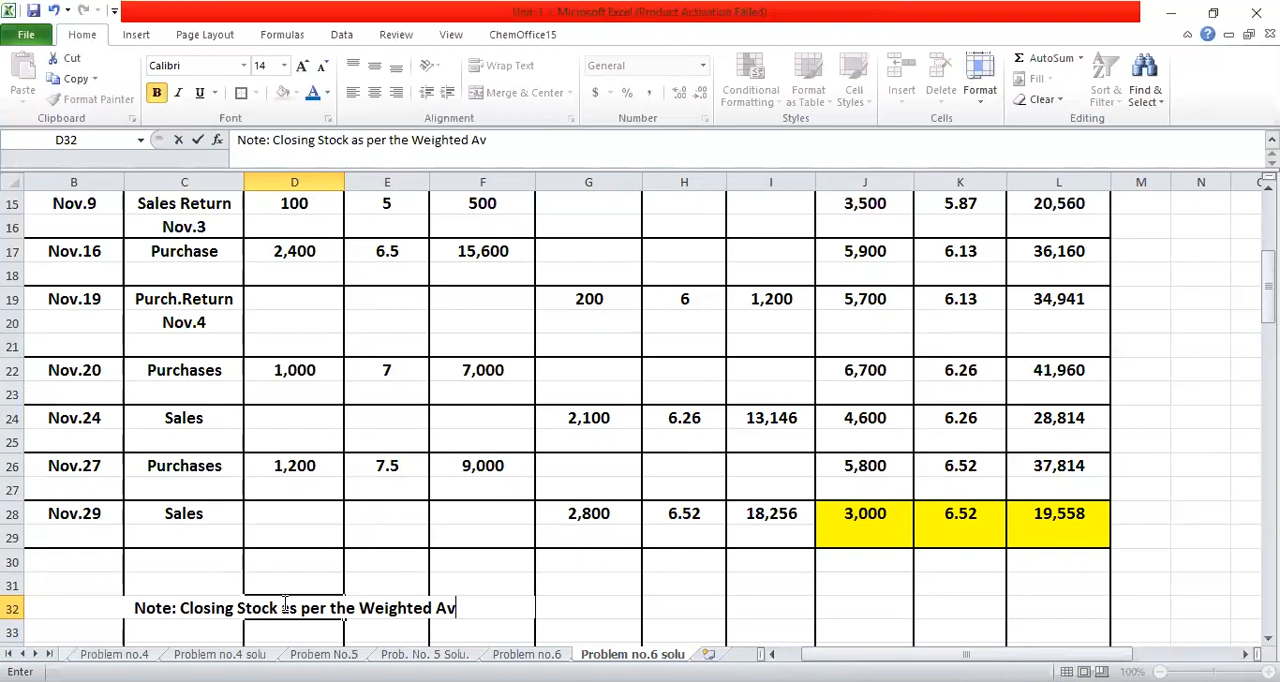 Unit: 1 - Microsoft Excel (Product Activation Failed)
File Home Insert Page Layout Formulas Data Review View ChemOffice15
Cut Calibri 14 Wrap Text General AutoSum
Copy Fill
Paste Format Painter B I U Merge & Center $ % , Conditional Format Cell Insert Delete Format Clear Sort & Find &
Formatting as Table Styles Filter Select
Clipboard Font Alignment Number Styles Cells Editing
D32 fx Note: Closing Stock as per the Weighted Av
B C D E F G H I J K L M N
15 Nov.9 Sales Return 100 5 500 3,500 5.87 20,560
16 Nov.3
17 Nov.16 Purchase 2,400 6.5 15,600 5,900 6.13 36,160
18
19 Nov.19 Purch.Return 200 6 1,200 5,700 6.13 34,941
20 Nov.4
21
22 Nov.20 Purchases 1,000 7 7,000 6,700 6.26 41,960
23
24 Nov.24 Sales 2,100 6.26 13,146 4,600 6.26 28,814
25
26 Nov.27 Purchases 1,200 7.5 9,000 5,800 6.52 37,814
27
28 Nov.29 Sales 2,800 6.52 18,256 3,000 6.52 19,558
29
30
31
32 Note: Closing Stock as per the Weighted Av
33
Problem no.4 Problem no.4 solu Probem No.5 Prob. No. 5 Solu. Problem no.6 Problem no.6 solu
Enter 100%